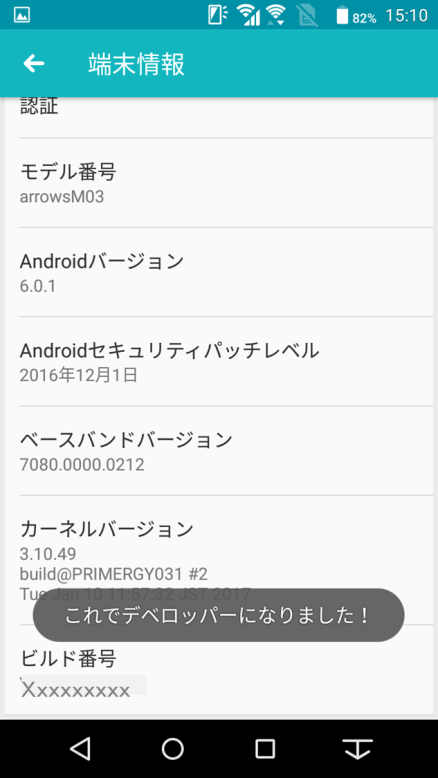 82% 15:10
端末情報
認証
モデル番号
arrowsM03
Androidバージョン
6.0.1
Androidセキュリティパッチレベル
2016年12月1日
ベースバンドバージョン
7080.0000.0212
カーネルバージョン
3.10.49
build@PRIMERGY031 #2
Tue Jan 10 11:57:32 JST 2017
これでデベロッパーになりました！
ビルド番号
Xxxxxxxxx